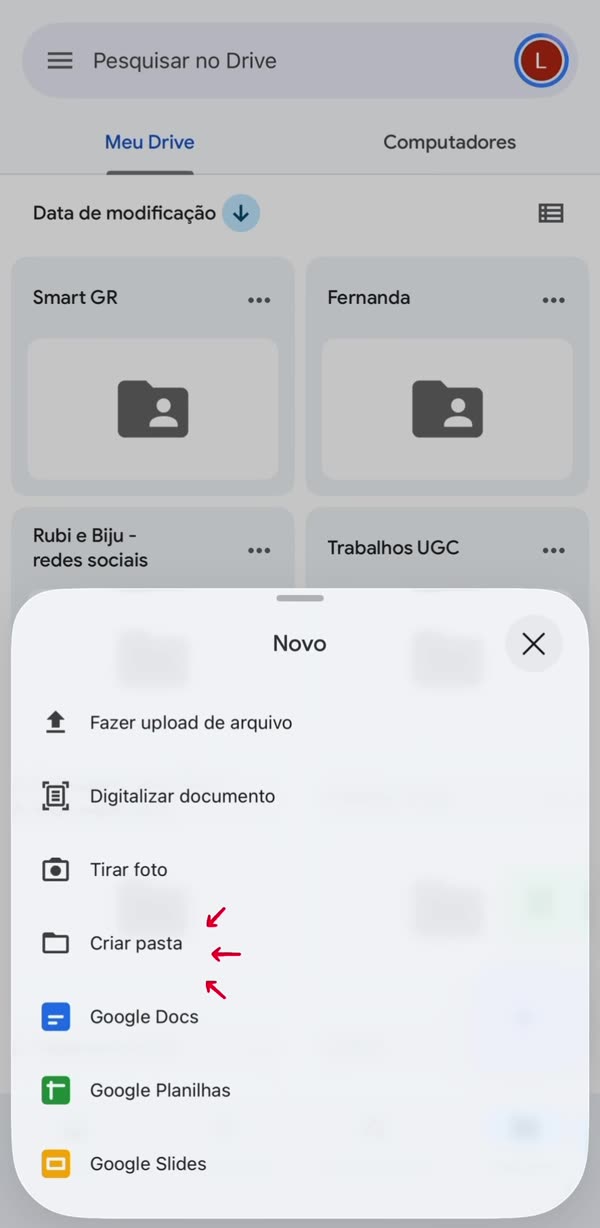 Pesquisar no Drive
L
Meu Drive
Computadores
Data de modificação
Smart GR
Fernanda
Rubi e Biju -
redes sociais
Trabalhos UGC
Novo
Fazer upload de arquivo
Digitalizar documento
Tirar foto
Criar pasta
Google Docs
Google Planilhas
Google Slides